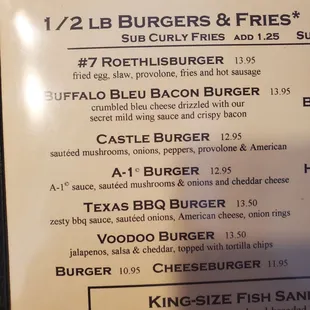 1/2 LB BURGERS & FRIES*
SUB CURLY FRIES ADD 1.25
#7 ROETHLISBURGER 13.95
fried egg, slaw, provolone, fries and hot sausage
BUFFALO BLEU BACON BURGER 13.95
crumbled bleu cheese drizzled with our
secret mild wing sauce and crispy bacon
CASTLE BURGER 12.95
sautéed mushrooms, onions, peppers, provolone & American
A-1© BURGER 12.95
A-1© sauce, sautéed mushrooms & onions and cheddar cheese
TEXAS BBQ BURGER 13.50
zesty bbq sauce, sautéed onions, American cheese, onion rings
VOODOO BURGER 13.50
jalapenos, salsa & cheddar, topped with tortilla chips
BURGER 10.95 CHEESEBURGER 11.95
KING-SIZE FISH